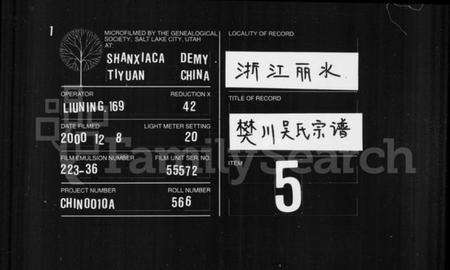 1
MICROFILMED BY THE GENEALOGICAL
SOCIETY, SALT LAKE CITY, UTAH
AT
SHANXIACA DEMY
TIYUAN CHINA
OPERATOR REDUCTION X
LIUNING,169 42
DATE FILMED LIGHT METER SETTING
2000 12 8 20
FILM EMULSION NUMBER FILM UNIT SER. NO.
223-36 55572
PROJECT NUMBER ROLL NUMBER
CHIN0010A 566
LOCALITY OF RECORD
浙江丽水
TITLE OF RECORD
樊川吴氏宗谱
ITEM
5
FamilySearch